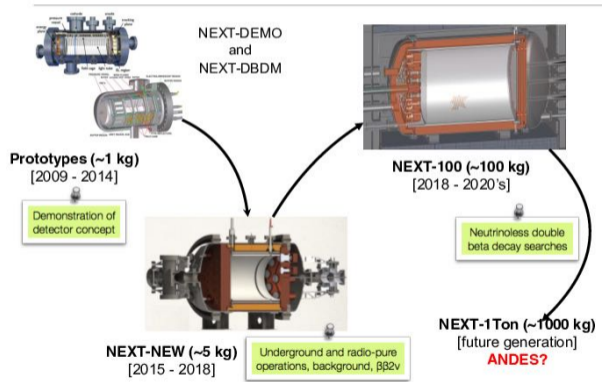 NEXT-DEMO
and
NEXT-DBDM
Prototypes (~1 kg)
[2009 - 2014]
Demonstration of
detector concept
NEXT-NEW (~5 kg)
[2015 - 2018]
Underground and radio-pure
operations, background, ββ2ν
NEXT-100 (~100 kg)
[2018 - 2020's]
Neutrinoless double
beta decay searches
NEXT-1Ton (~1000 kg)
[future generation]
ANDES?